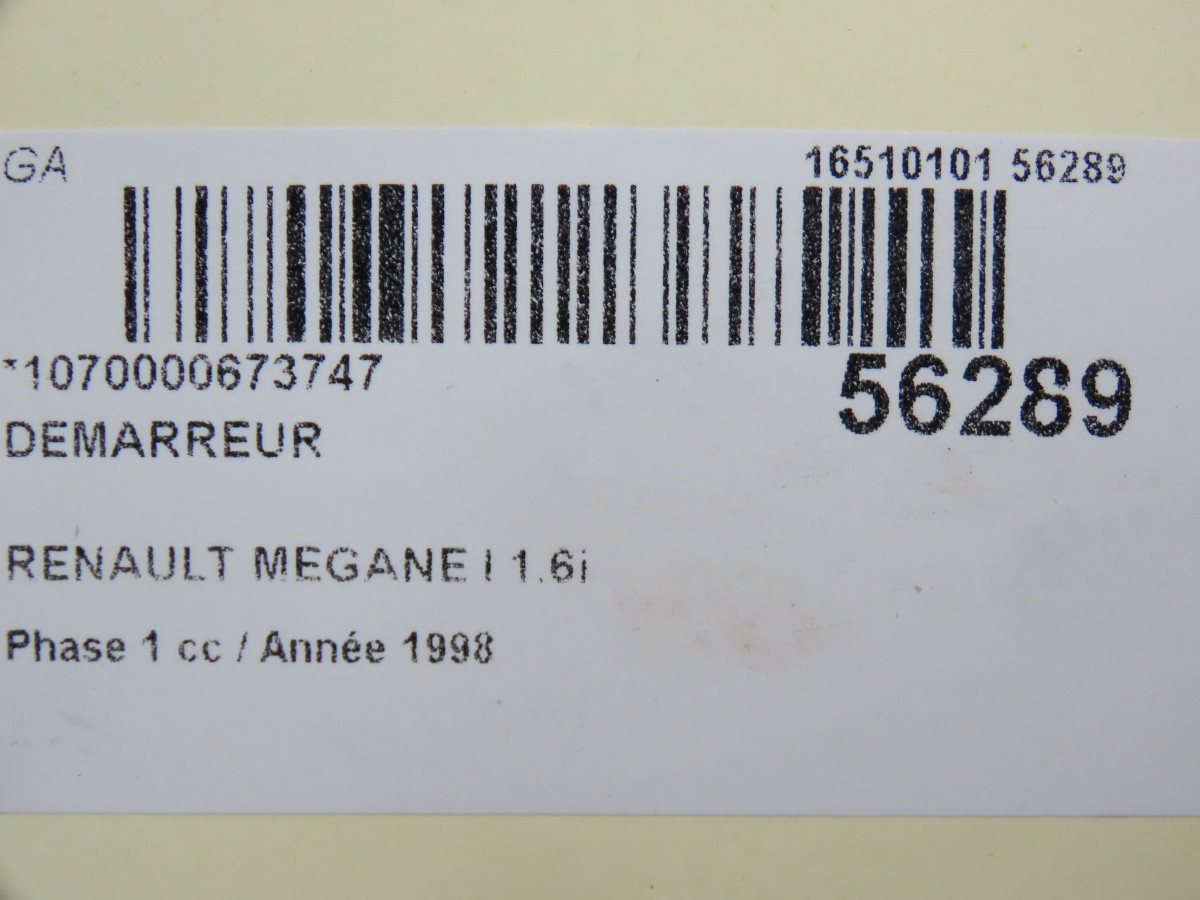 GA
16510101 56289
*1070000673747
56289
DEMARREUR
RENAULT MEGANE I 1.6i
Phase 1 cc / Année 1998